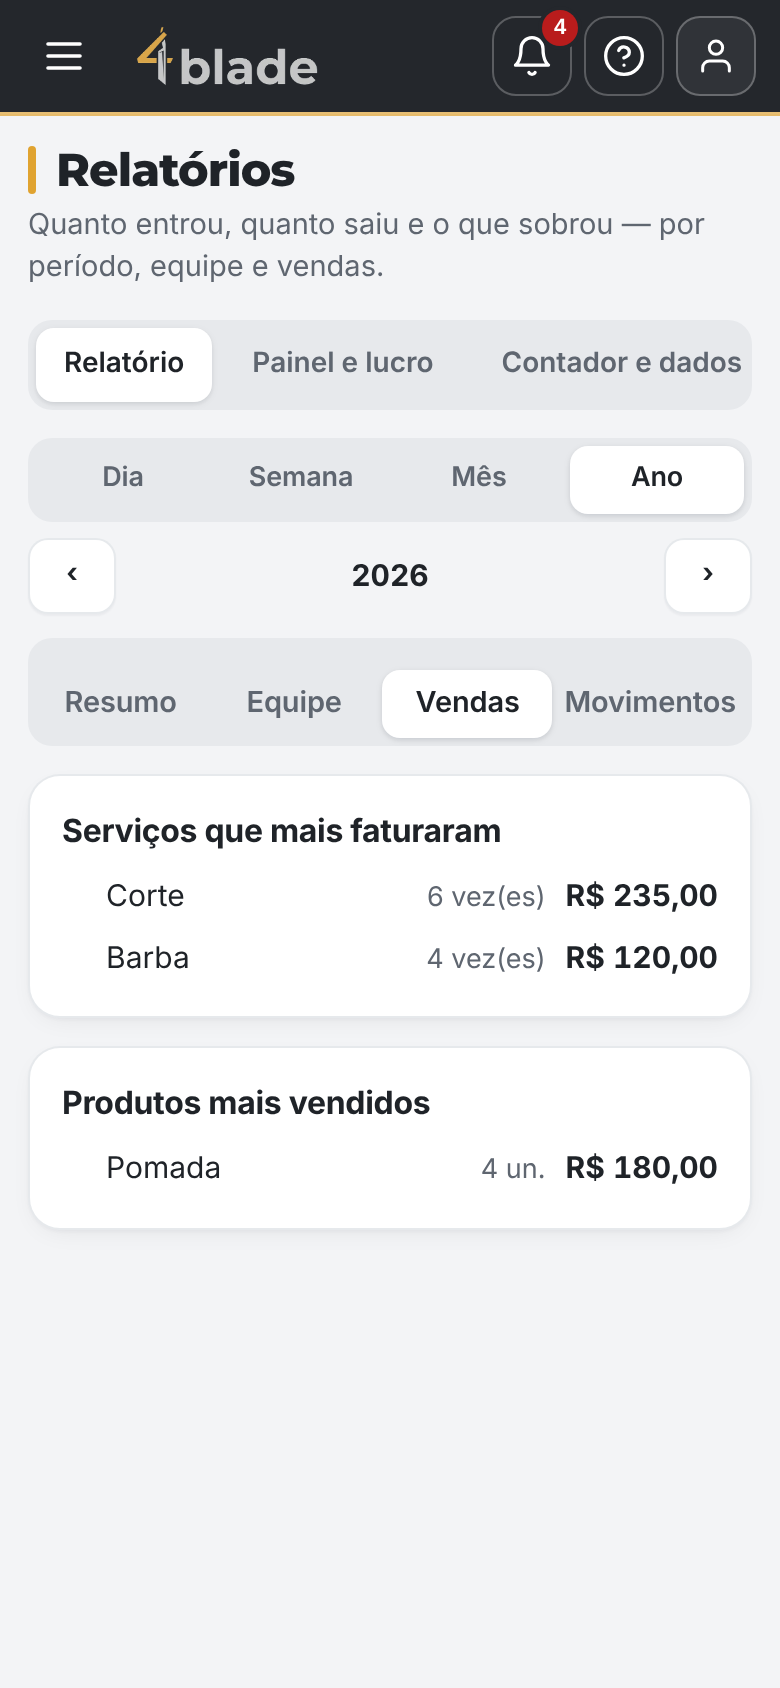 4blade
4
Relatórios
Quanto entrou, quanto saiu e o que sobrou — por
período, equipe e vendas.
Relatório Painel e lucro Contador e dados
Dia Semana Mês Ano
‹ 2026 ›
Resumo Equipe Vendas Movimentos
Serviços que mais faturaram
Corte 6 vez(es) R$ 235,00
Barba 4 vez(es) R$ 120,00
Produtos mais vendidos
Pomada 4 un. R$ 180,00